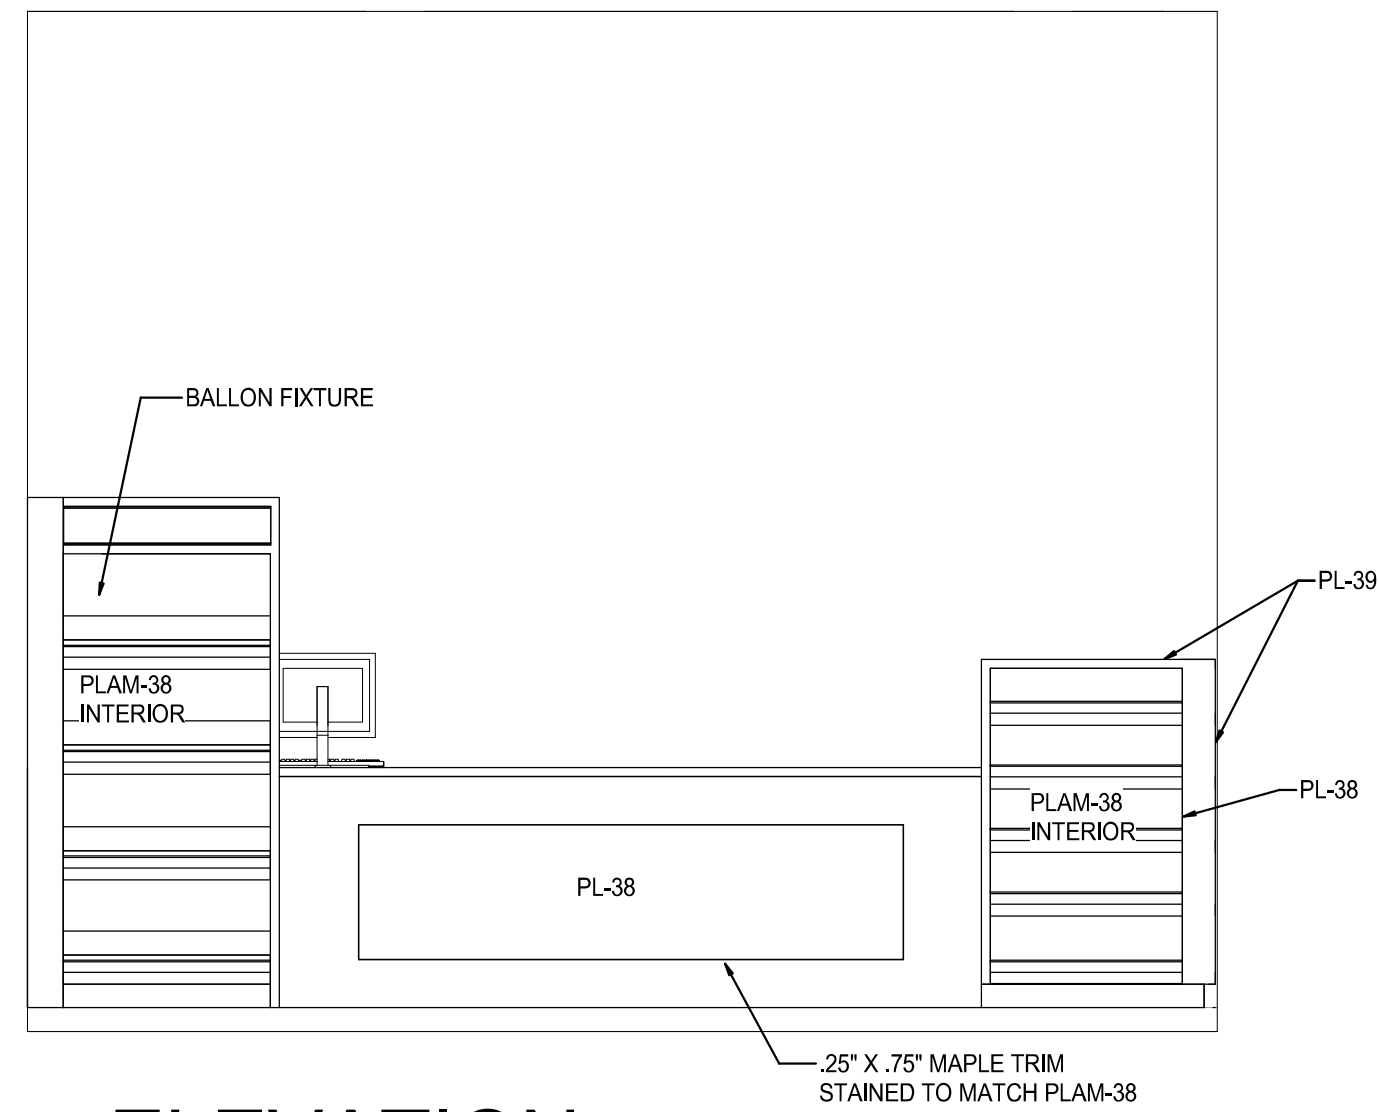 BALLON FIXTURE
PL-39
PLAM-38
INTERIOR
PL-38
PLAM-38
INTERIOR
PL-38
.25" X .75" MAPLE TRIM
STAINED TO MATCH PLAM-38
ELEVATION